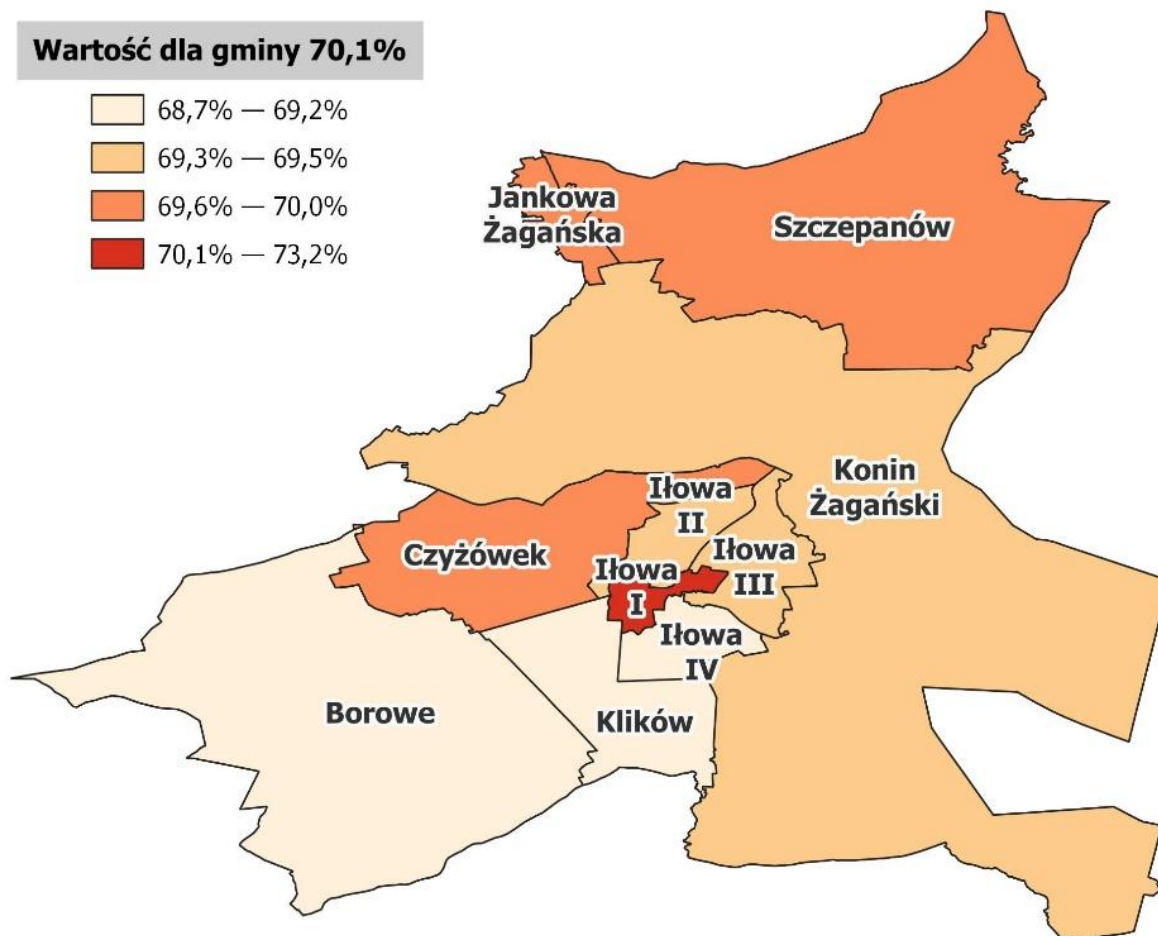 Wartość dla gminy 70,1%
68,7% — 69,2%
69,3% — 69,5%
69,6% — 70,0%
70,1% — 73,2%
Jankowa
Żagańska
Szczepanów
Konin
Żagański
Iłowa
II
Czyżówek
Iłowa
III
Iłowa
I
Iłowa
IV
Borowe
Klików